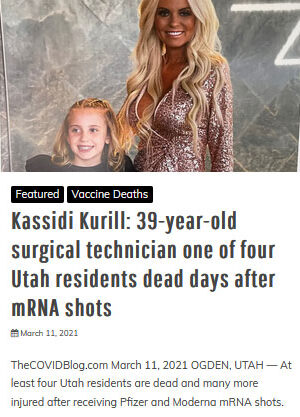 Featured Vaccine Deaths
Kassidi Kurill: 39-year-old
surgical technician one of four
Utah residents dead days after
mRNA shots
March 11, 2021
TheCOVIDBlog.com March 11, 2021 OGDEN, UTAH — At
least four Utah residents are dead and many more
injured after receiving Pfizer and Moderna mRNA shots.